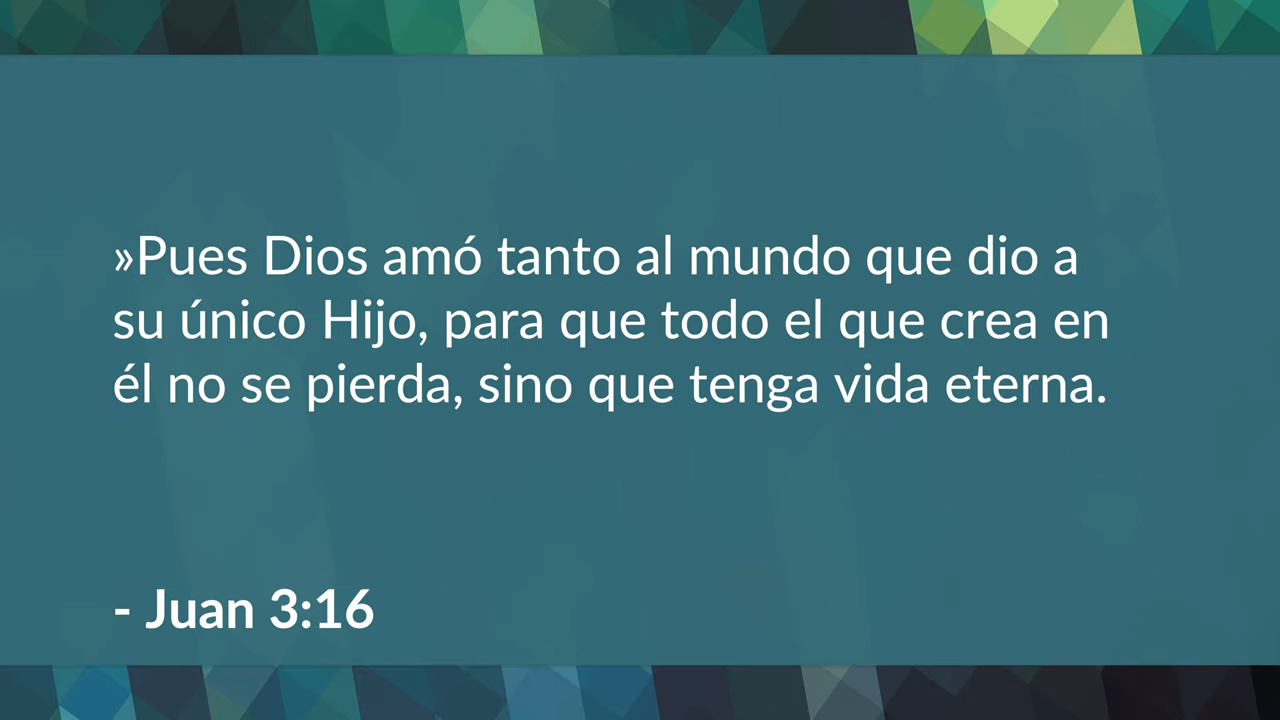 »Pues Dios amó tanto al mundo que dio a
su único Hijo, para que todo el que crea en
él no se pierda, sino que tenga vida eterna.
- Juan 3:16